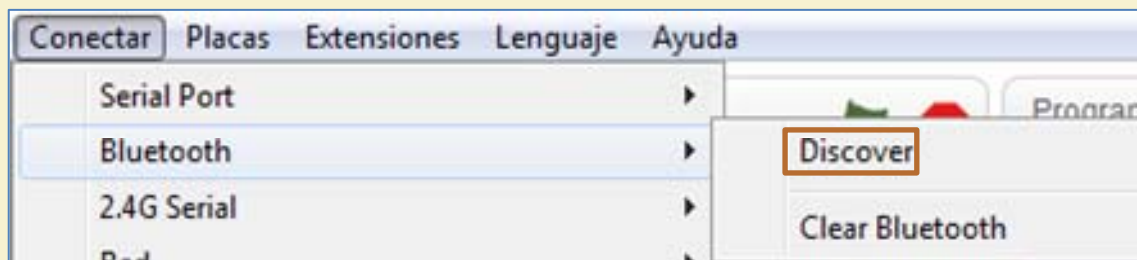 Conectar Placas Extensiones Lenguaje Ayuda
Serial Port
Bluetooth
2.4G Serial
Discover
Clear Bluetooth